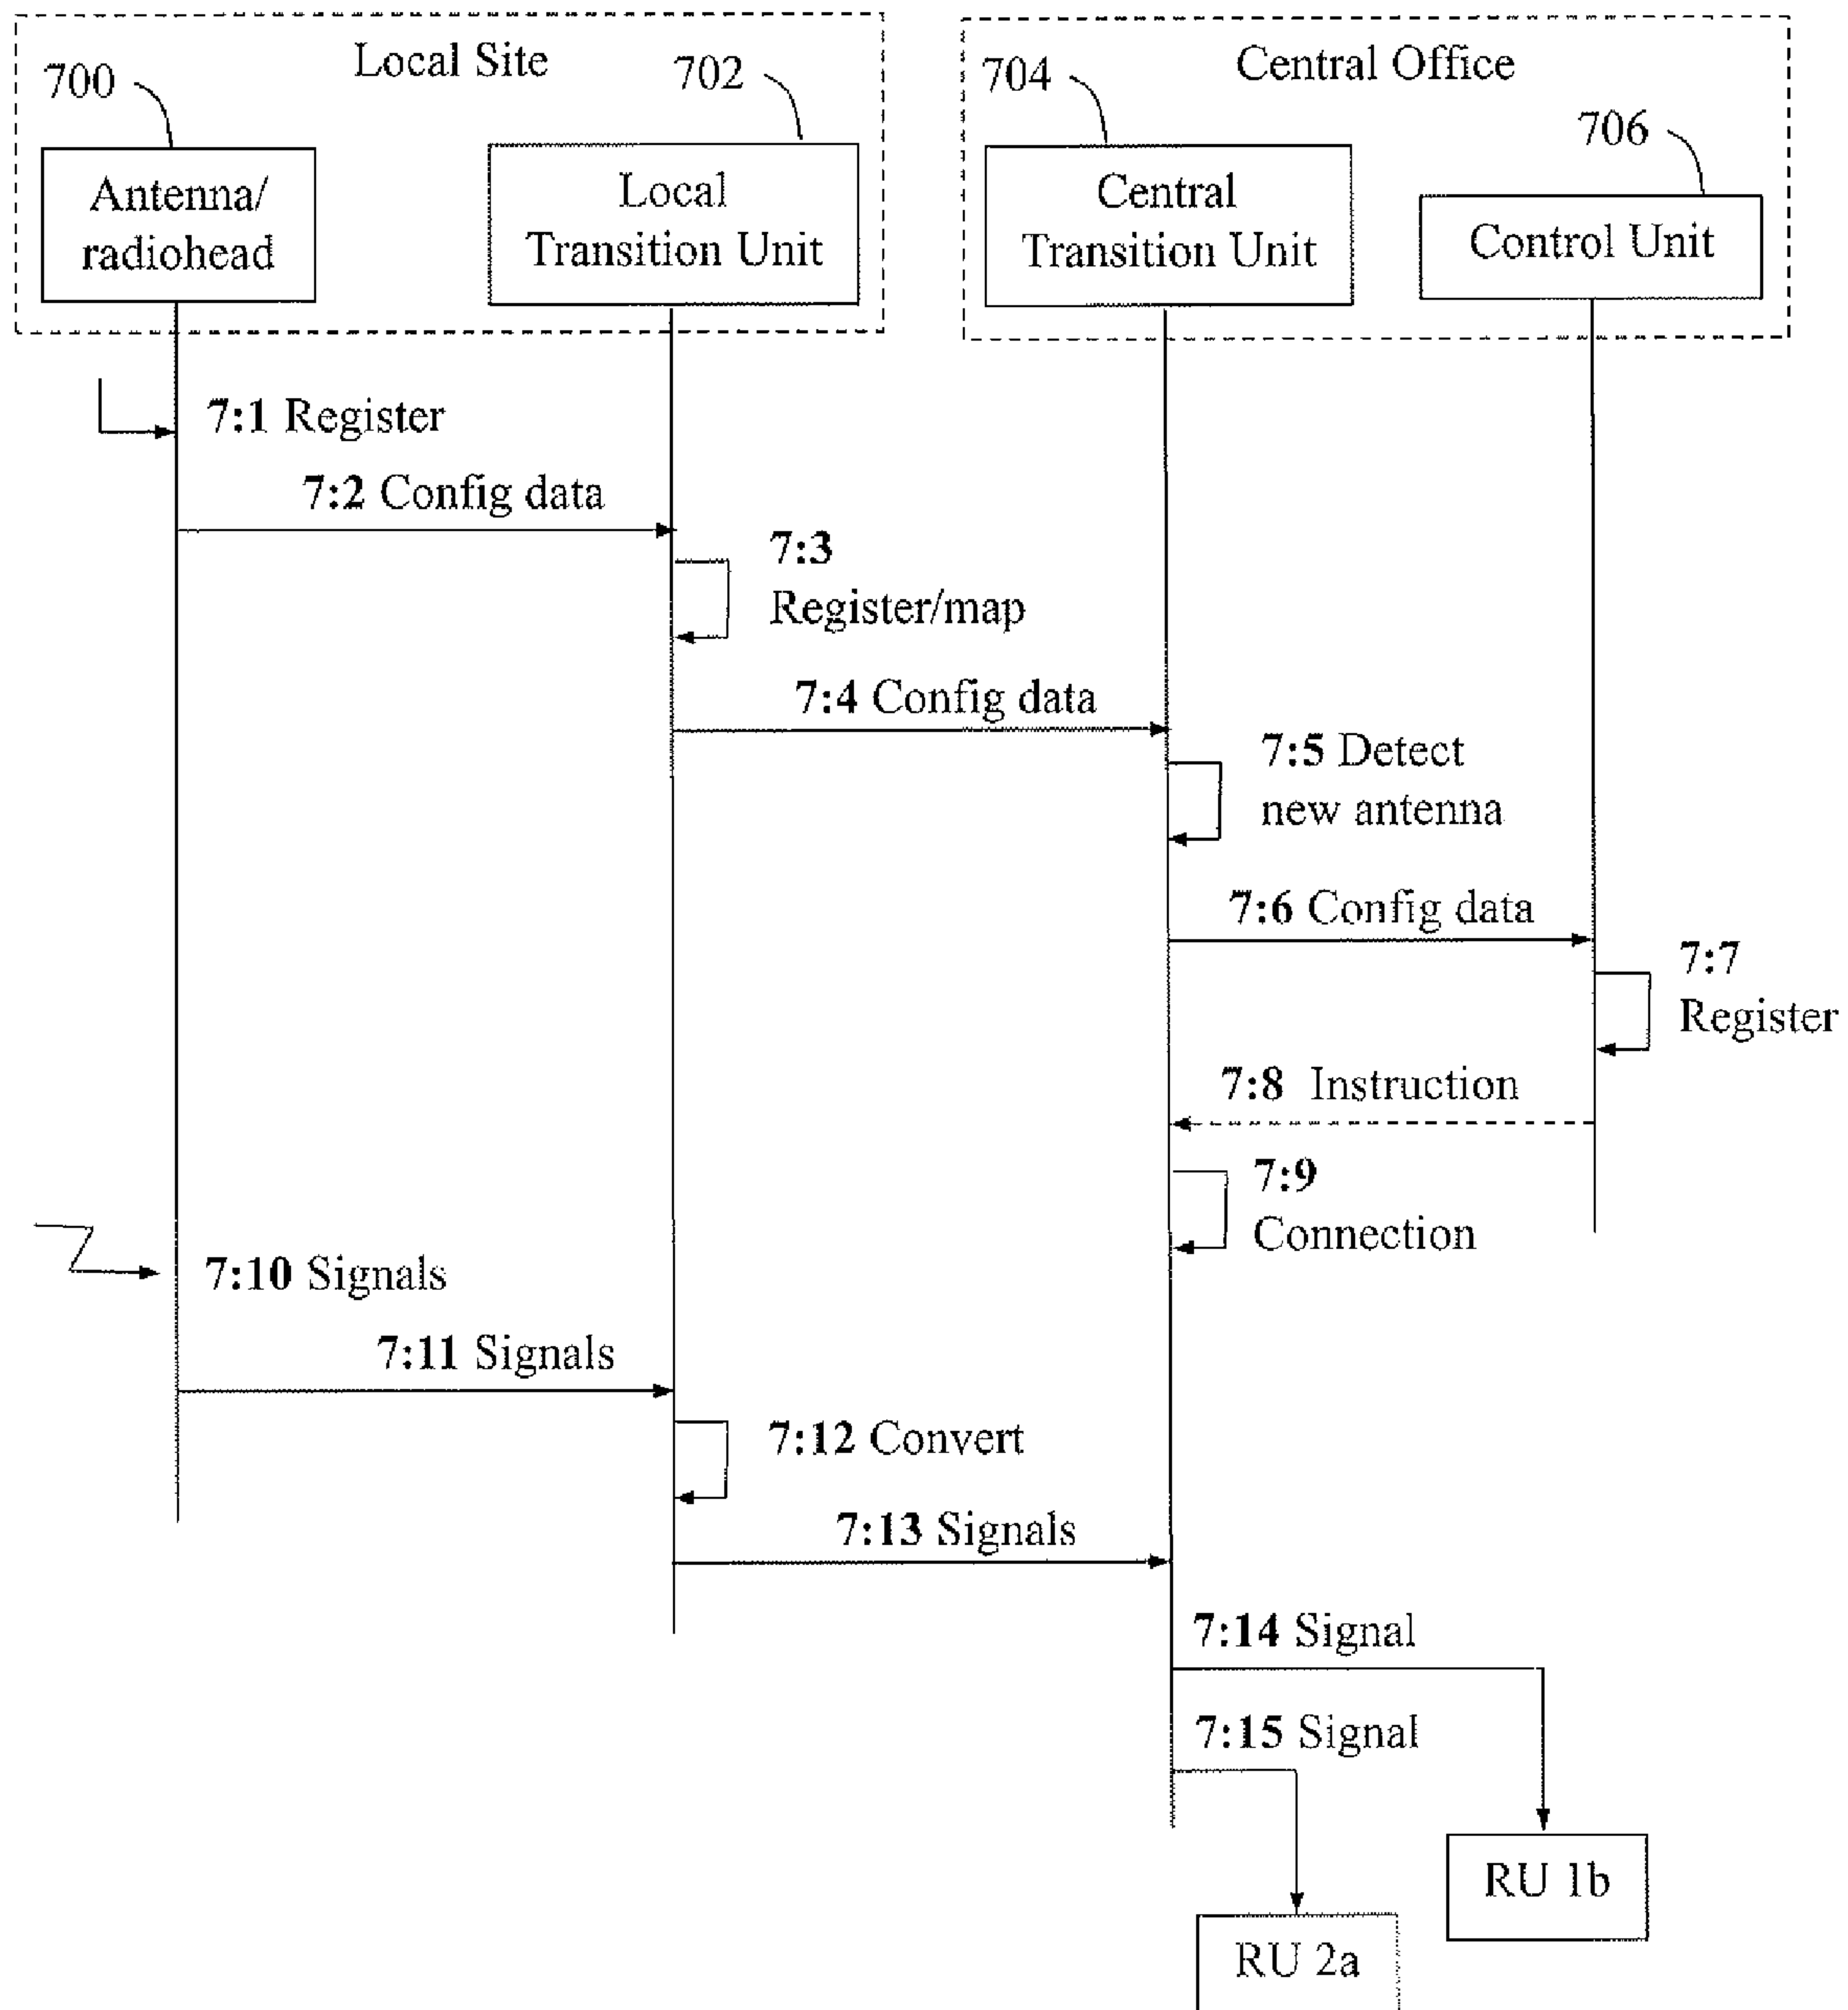 Local Site
Central Office
700
702
704
706
Antenna/
radiohead
Local
Transition Unit
Central
Transition Unit
Control Unit
7:1 Register
7:2 Config data
7:3
Register/map
7:4 Config data
7:5 Detect
new antenna
7:6 Config data
7:7
Register
7:8 Instruction
7:9
Connection
7:10 Signals
7:11 Signals
7:12 Convert
7:13 Signals
7:14 Signal
7:15 Signal
RU 1b
RU 2a